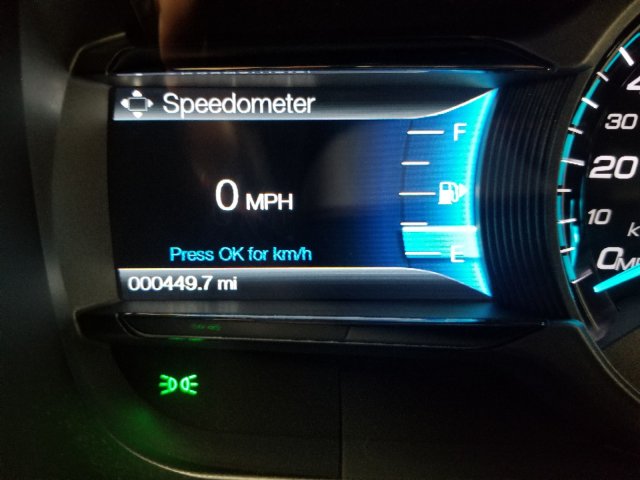 Speedometer
F
0 MPH
E
Press OK for km/h
000449.7 mi
30
20
10
0